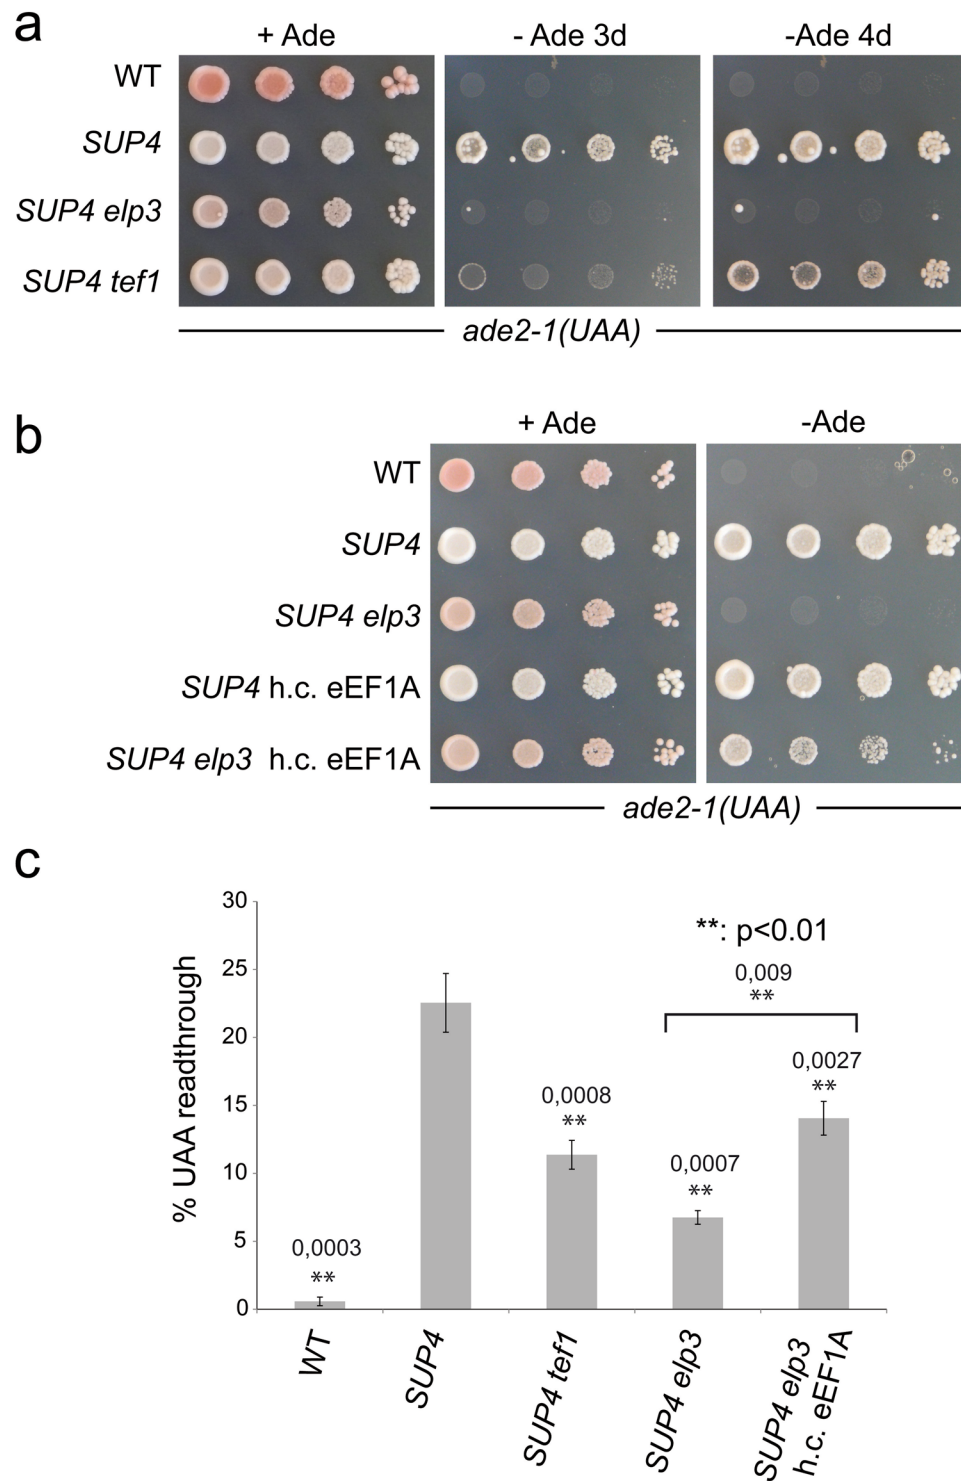 a
+ Ade
- Ade 3d
-Ade 4d
WT
SUP4
SUP4 elp3
SUP4 tef1
ade2-1(UAA)
b
+ Ade
-Ade
WT
SUP4
SUP4 elp3
SUP4 h.c. eEF1A
SUP4 elp3 h.c. eEF1A
ade2-1(UAA)
c
% UAA readthrough
30
25
20
15
10
5
0
**: p<0.01
0,009
**
0,0003
**
0,0008
**
0,0007
**
0,0027
**
WT
SUP4
SUP4 tef1
SUP4 elp3
SUP4 elp3
h.c. eEF1A